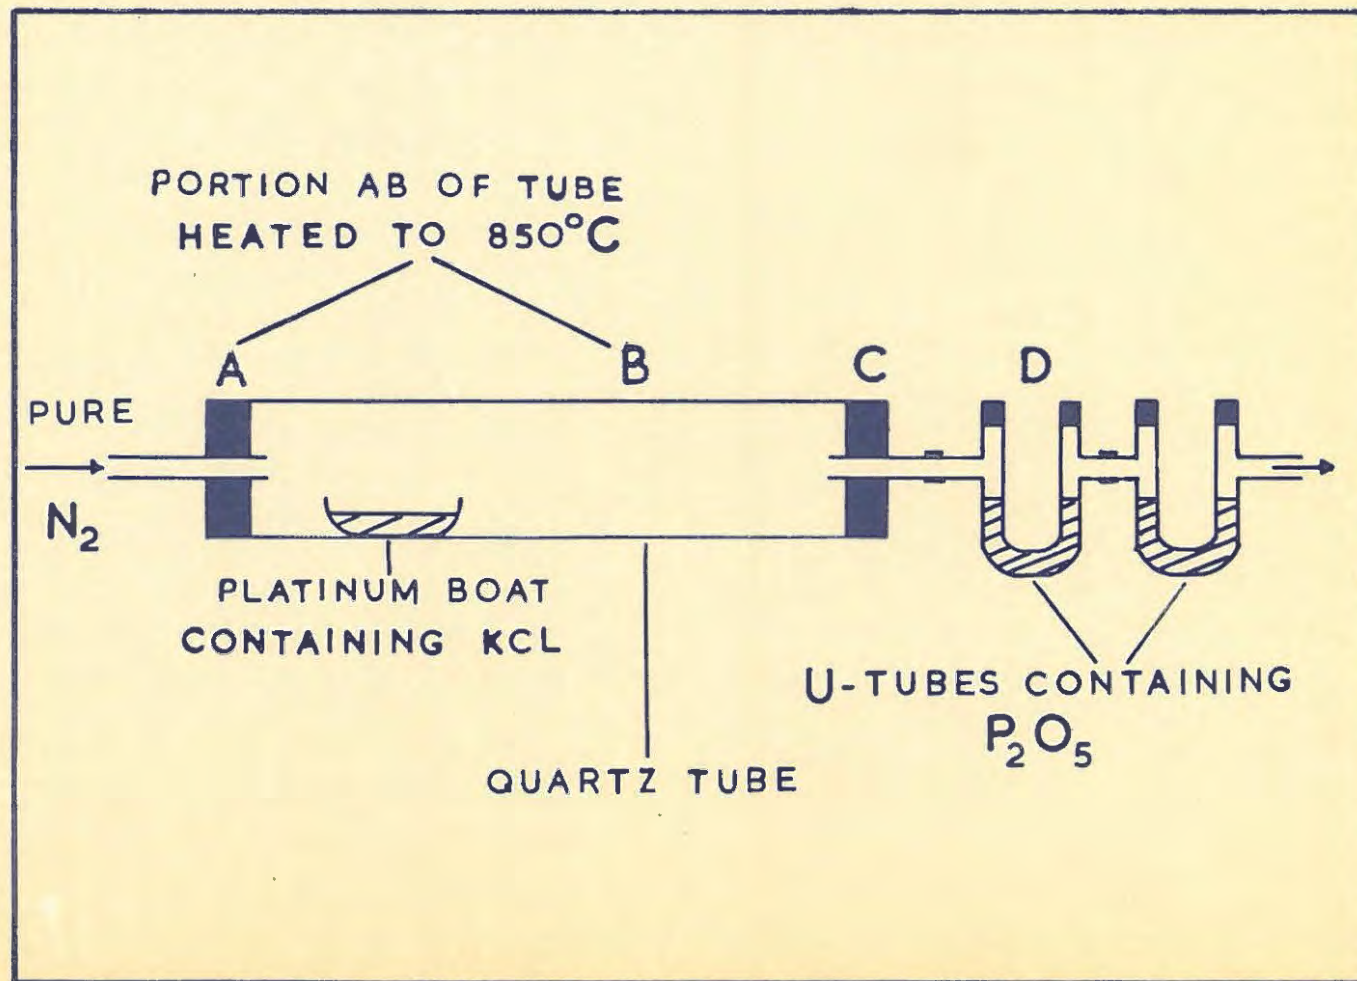 PORTION AB OF TUBE
HEATED TO 850°C
A
B
C
D
PURE
N₂
PLATINUM BOAT
CONTAINING KCL
U-TUBES CONTAINING
P₂O₅
QUARTZ TUBE